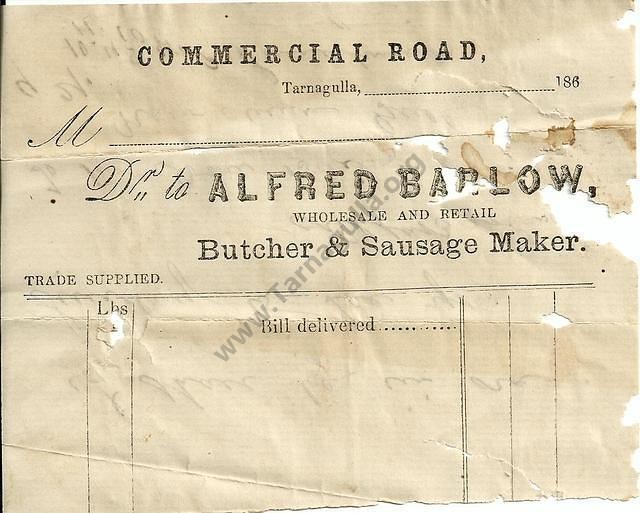 COMMERCIAL ROAD,
Tarnagulla, 186
M
Dr. to ALFRED BARLOW,
WHOLESALE AND RETAIL
Butcher & Sausage Maker.
TRADE SUPPLIED.
Lbs
Bill delivered ............
www.Tarnagulla.org